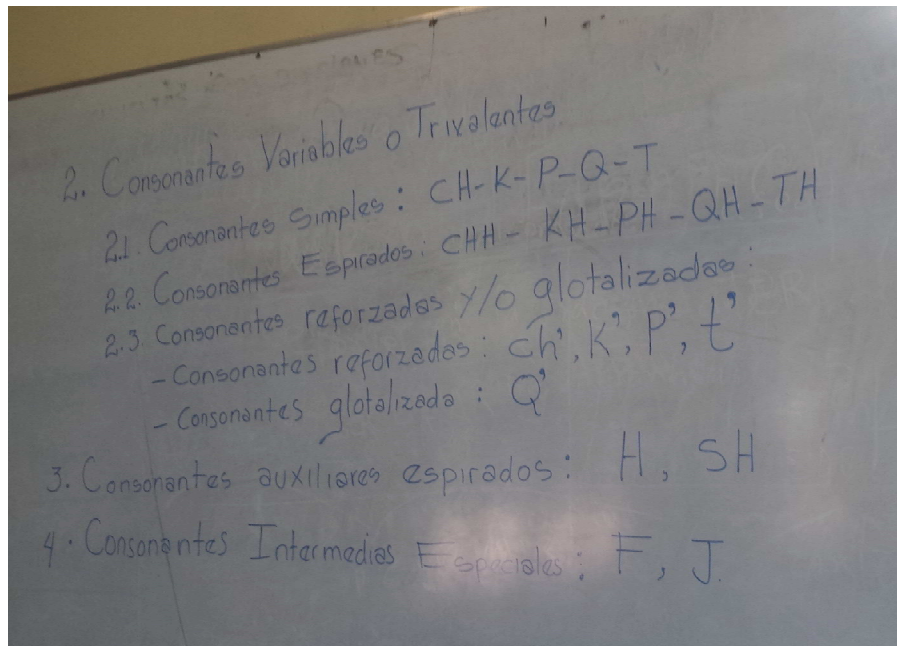 2. Consonantes Variables o Trivalentes
2.1. Consonantes Simples: CH-K-P-Q-T
2.2. Consonantes Espirados: CHH- KH-PH-QH-TH
2.3 Consonantes reforzadas y/o glotalizadas:
- Consonantes reforzadas: ch', K', P', t'
- Consonantes glotalizada: Q'
3. Consonantes auxiliares espirados: H, SH
4. Consonantes Intermedias Especiales: F, J.